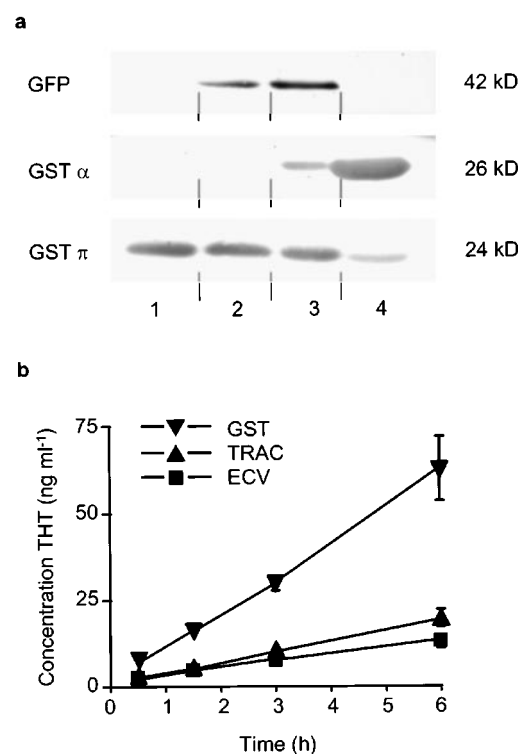 a
GFP 42 kD
GST α 26 kD
GST π 24 kD
1 2 3 4
b
75
50
25
0
GST
TRAC
ECV
Concentration THT (ng ml⁻¹)
0 1 2 3 4 5 6
Time (h)